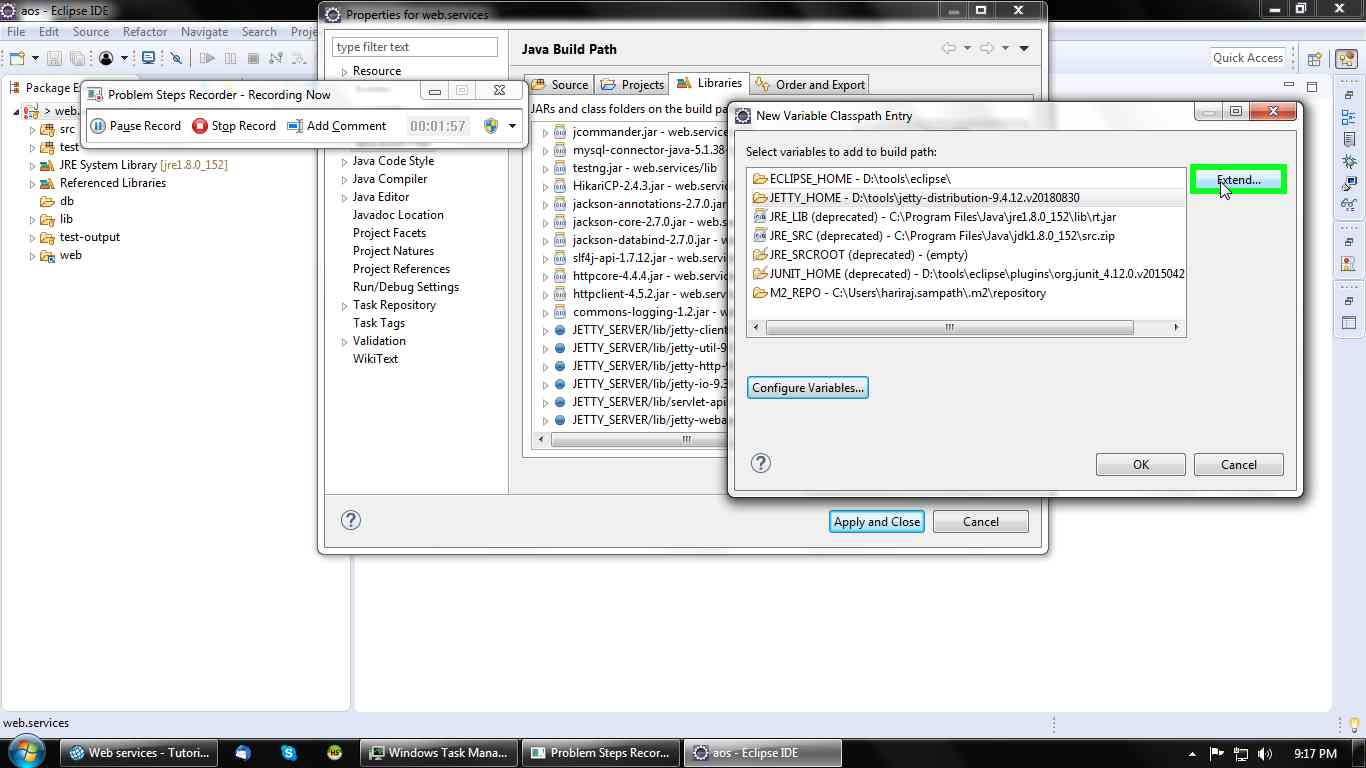 aos - Eclipse IDE
File Edit Source Refactor Navigate Search
Quick Access
web.
src
test
JRE System Library [jre1.8.0_152]
Referenced Libraries
db
lib
test-output
web
Problem Steps Recorder - Recording Now
Pause Record Stop Record Add Comment 00:01:57
Properties for web.services
type filter text
Resource
Java Code Style
Java Compiler
Java Editor
Javadoc Location
Project Facets
Project Natures
Project References
Run/Debug Settings
Task Repository
Task Tags
Validation
WikiText
Java Build Path
Source Projects Libraries Order and Export
JARs and class folders on the build pa
jcommander.jar - web.service
mysql-connector-java-5.1.38-
testng.jar - web.services/lib
HikariCP-2.4.3.jar - web.servi
jackson-annotations-2.7.0.jar
jackson-core-2.7.0.jar - web.s
jackson-databind-2.7.0.jar -
slf4j-api-1.7.12.jar - web.serv
httpcore-4.4.4.jar - web.servi
httpclient-4.5.2.jar - web.serv
commons-logging-1.2.jar - w
JETTY_SERVER/lib/jetty-client
JETTY_SERVER/lib/jetty-util-9
JETTY_SERVER/lib/jetty-http-
JETTY_SERVER/lib/jetty-io-9.3
JETTY_SERVER/lib/servlet-api
JETTY_SERVER/lib/jetty-weba
Apply and Close Cancel
New Variable Classpath Entry
Select variables to add to build path:
ECLIPSE_HOME - D:\tools\eclipse\
JETTY_HOME - D:\tools\jetty-distribution-9.4.12.v20180830
JRE_LIB (deprecated) - C:\Program Files\Java\jre1.8.0_152\lib\rt.jar
JRE_SRC (deprecated) - C:\Program Files\Java\jdk1.8.0_152\src.zip
JRE_SRCROOT (deprecated) - (empty)
JUNIT_HOME (deprecated) - D:\tools\eclipse\plugins\org.junit_4.12.0.v2015042
M2_REPO - C:\Users\hariraj.sampath\.m2\repository
Extend...
Configure Variables...
OK Cancel
web.services
Web services - Tutori...
Windows Task Mana...
Problem Steps Recor...
aos - Eclipse IDE
9:17 PM